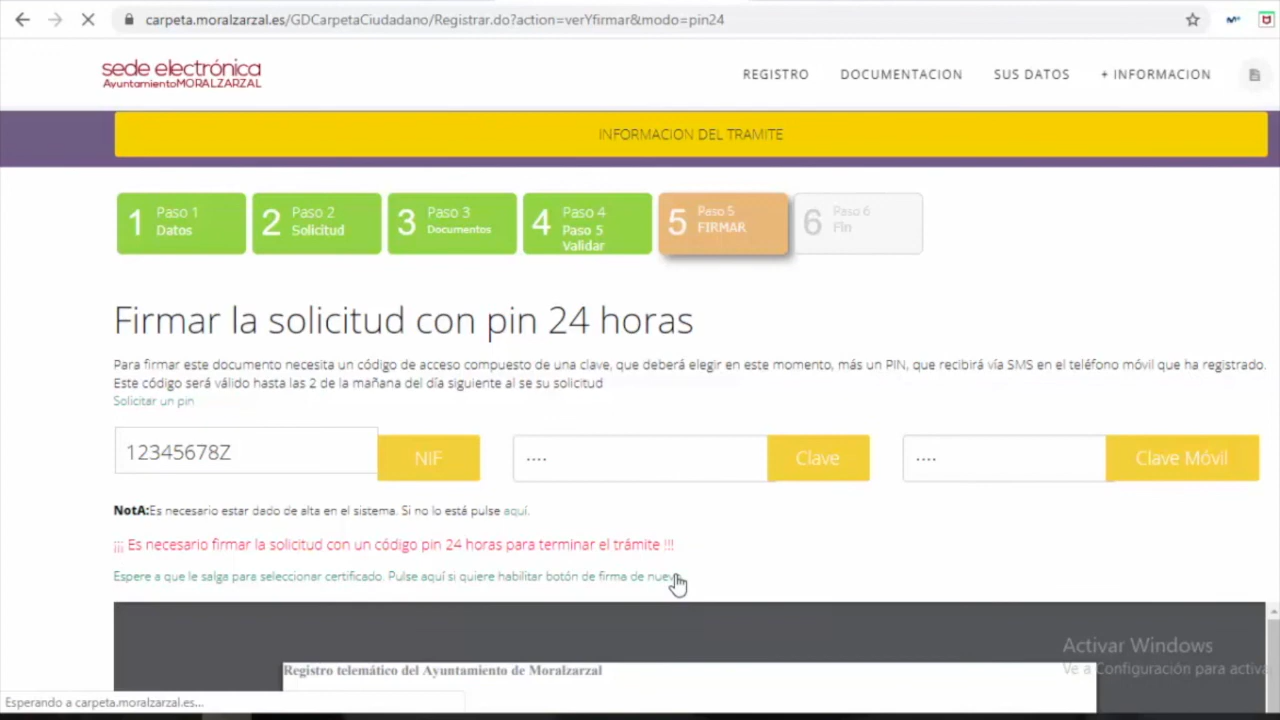 carpeta.moralzarzal.es/GDCarpetaCiudadano/Registrar.do?action=verYfirmar&modo=pin24
sede electrónica
AyuntamientoMORALZARZAL
REGISTRO DOCUMENTACION SUS DATOS + INFORMACION
INFORMACION DEL TRAMITE
1 Paso 1 Datos
2 Paso 2 Solicitud
3 Paso 3 Documentos
4 Paso 4 Paso 5 Validar
5 Paso 5 FIRMAR
6 Paso 6 Fin
Firmar la solicitud con pin 24 horas
Para firmar este documento necesita un código de acceso compuesto de una clave, que deberá elegir en este momento, más un PIN, que recibirá vía SMS en el teléfono móvil que ha registrado.
Este código será válido hasta las 2 de la mañana del día siguiente al se su solicitud
Solicitar un pin
12345678Z NIF .... Clave .... Clave Móvil
NotA:Es necesario estar dado de alta en el sistema. Si no lo está pulse aquí.
¡¡¡ Es necesario firmar la solicitud con un código pin 24 horas para terminar el trámite !!!
Espere a que le salga para seleccionar certificado. Pulse aquí si quiere habilitar botón de firma de nuevo
Registro telemático del Ayuntamiento de Moralzarzal
Activar Windows
Ve a Configuración para activa
Esperando a carpeta.moralzarzal.es...